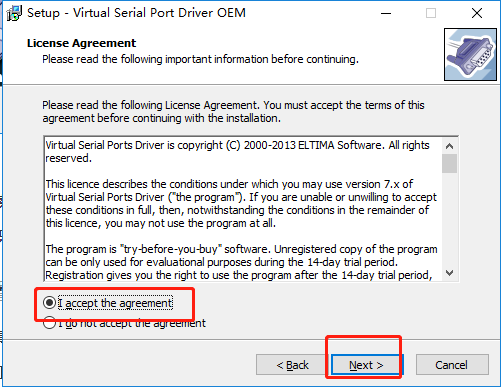 Setup - Virtual Serial Port Driver OEM
License Agreement
Please read the following important information before continuing.
Please read the following License Agreement. You must accept the terms of this
agreement before continuing with the installation.
Virtual Serial Ports Driver is copyright (C) 2000-2013 ELTIMA Software. All rights
reserved.
This licence describes the conditions under which you may use version 7.x of
Virtual Serial Ports Driver ("the program"). If you are unable or unwilling to accept
these conditions in full, then, notwithstanding the conditions in the remainder of
this licence, you may not use the program at all.
The program is "try-before-you-buy" software. Unregistered copy of the program
can be only used for evaluational purposes during the 14-day trial period.
Registration gives you the right to use the program after the 14-day trial period,
I accept the agreement
I do not accept the agreement
< Back
Next >
Cancel